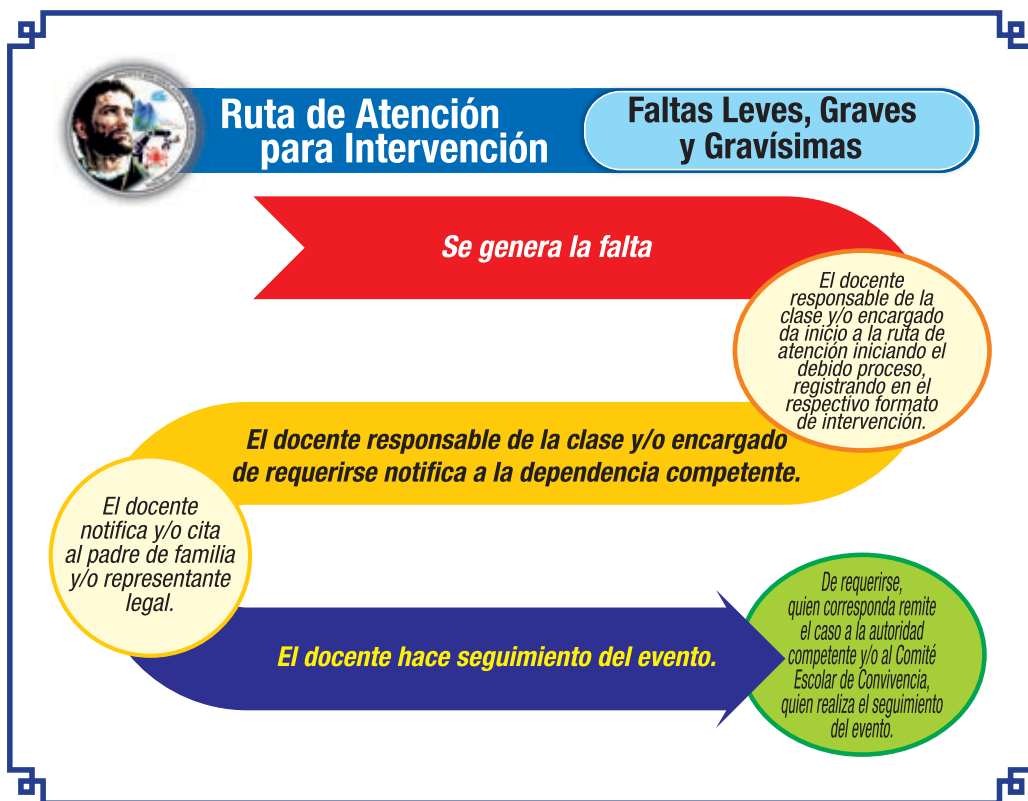 Ruta de Atención
para Intervención
Faltas Leves, Graves
y Gravísimas
Se genera la falta
El docente
responsable de la
clase y/o encargado
da inicio a la ruta de
atención iniciando el
debido proceso,
registrando en el
respectivo formato
de intervención.
El docente responsable de la clase y/o encargado
de requerirse notifica a la dependencia competente.
El docente
notifica y/o cita
al padre de familia
y/o representante
legal.
El docente hace seguimiento del evento.
De requerirse,
quien corresponda remite
el caso a la autoridad
competente y/o al Comité
Escolar de Convivencia,
quien realiza el seguimiento
del evento.